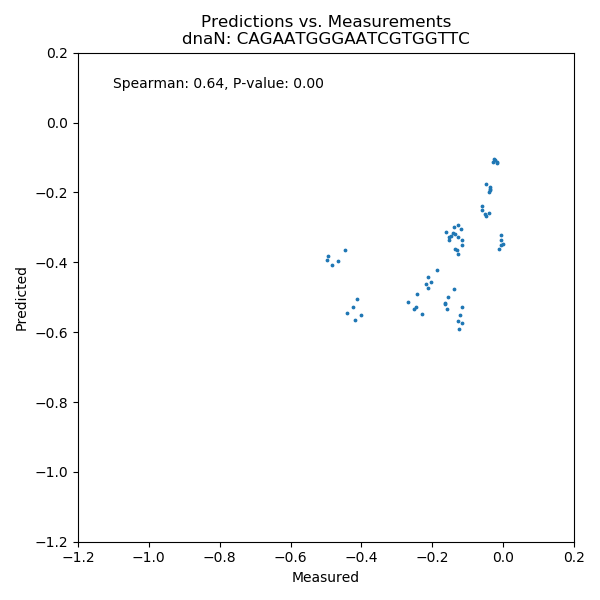 Predictions vs. Measurements
dnaN: CAGAATGGGAATCGTGGTTC
Spearman: 0.64, P-value: 0.00
0.2
0.0
−0.2
−0.4
−0.6
−0.8
−1.0
−1.2
Predicted
−1.2 −1.0 −0.8 −0.6 −0.4 −0.2 0.0 0.2
Measured